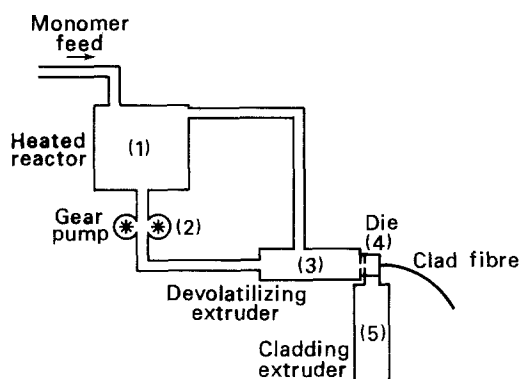 Monomer
feed
Heated
reactor
(1)
Gear
pump
(2)
Die
(4)
(3)
Clad fibre
Devolatilizing
extruder
(5)
Cladding
extruder